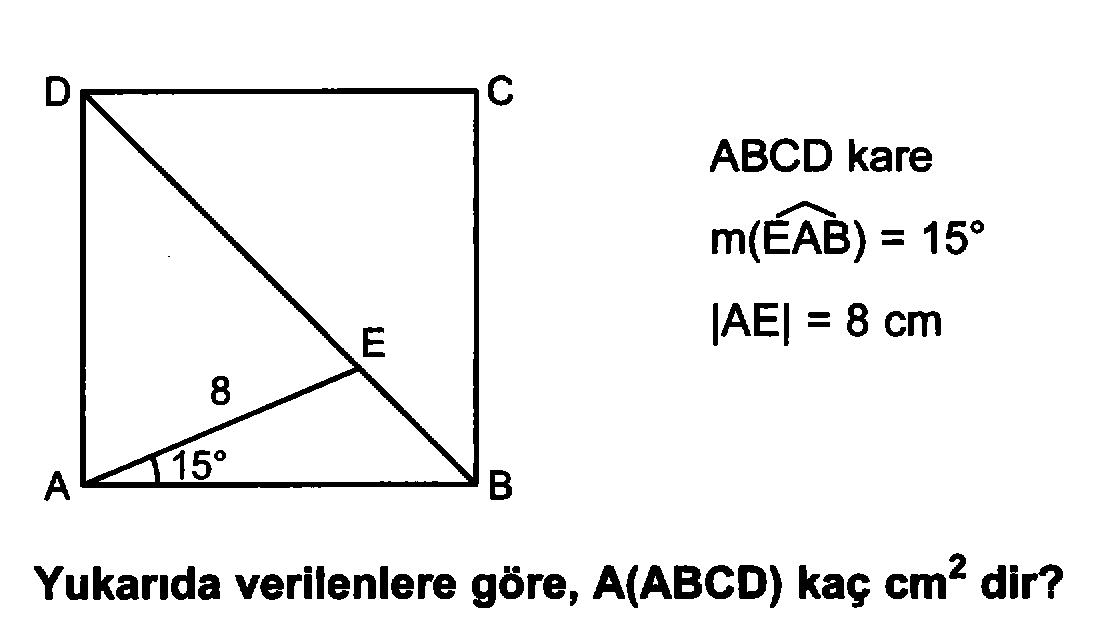 D
C
ABCD kare
m(EAB) = 15°
|AE| = 8 cm
E
8
15°
A
B
Yukarıda verilenlere göre, A(ABCD) kaç cm² dir?